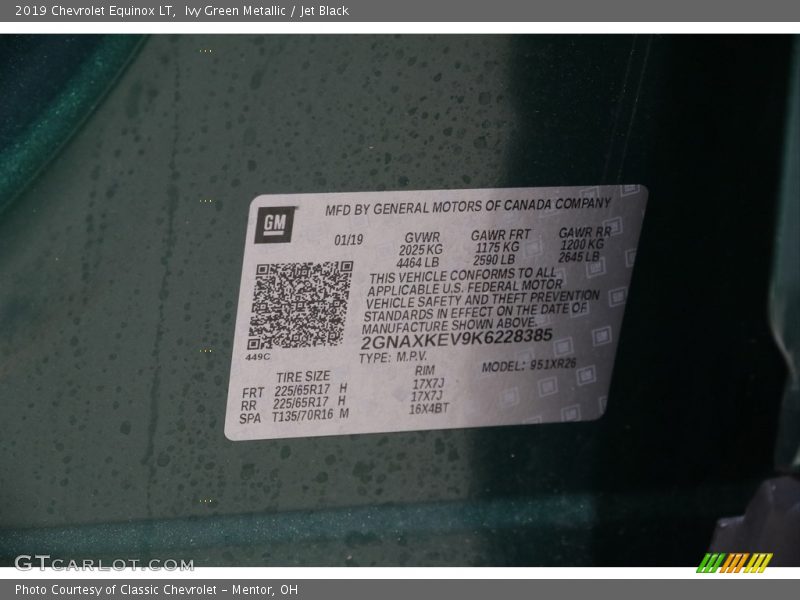 2019 Chevrolet Equinox LT, Ivy Green Metallic / Jet Black
GM
MFD BY GENERAL MOTORS OF CANADA COMPANY
01/19 GVWR GAWR FRT GAWR RR
2025 KG 1175 KG 1200 KG
4464 LB 2590 LB 2645 LB
THIS VEHICLE CONFORMS TO ALL
APPLICABLE U.S. FEDERAL MOTOR
VEHICLE SAFETY AND THEFT PREVENTION
STANDARDS IN EFFECT ON THE DATE OF
MANUFACTURE SHOWN ABOVE.
449C
2GNAXKEV9K6228385
TYPE: M.P.V. MODEL: 951XR26
TIRE SIZE RIM
FRT 225/65R17 H 17X7J
RR 225/65R17 H 17X7J
SPA T135/70R16 M 16X4BT
GTCARLOT.COM
Photo Courtesy of Classic Chevrolet - Mentor, OH